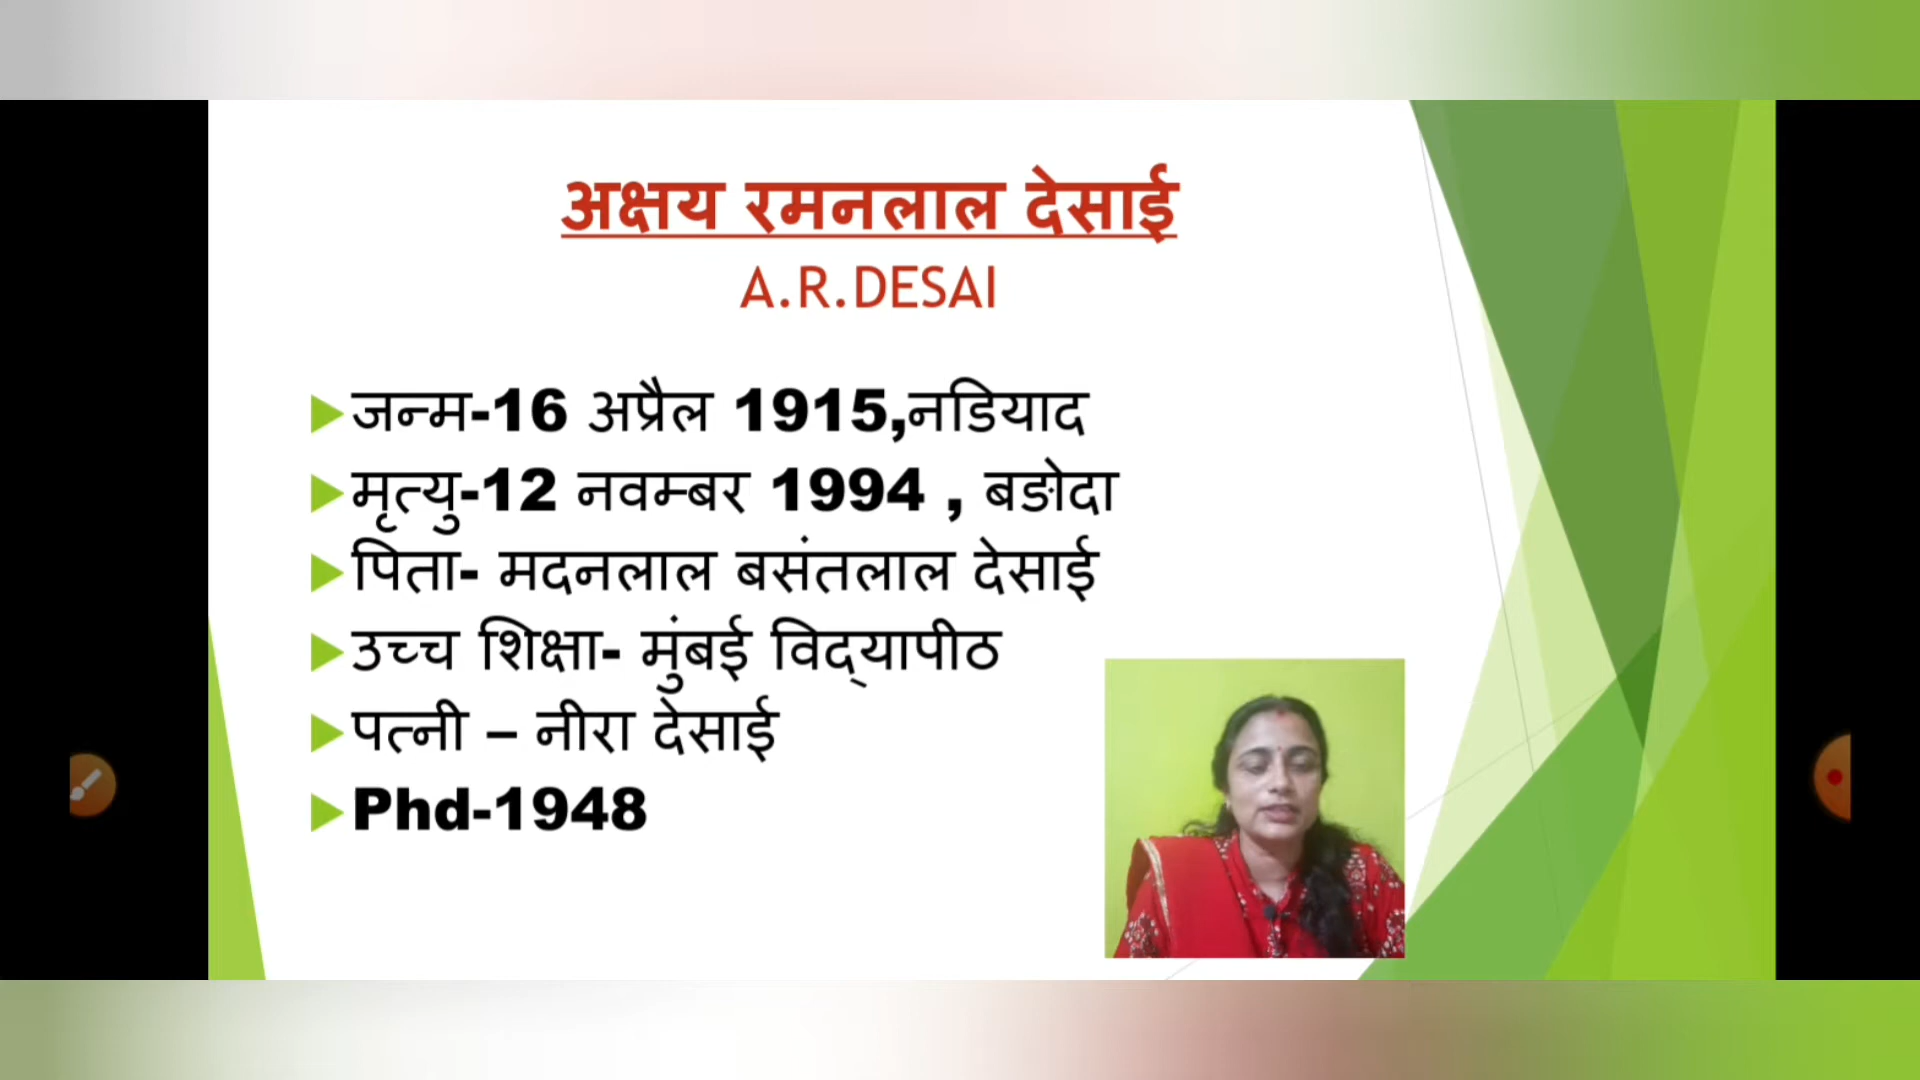 अक्षय रमनलाल देसाई
A.R.DESAI
जन्म-16 अप्रैल 1915,नडियाद
मृत्यु-12 नवम्बर 1994 , बङोदा
पिता- मदनलाल बसंतलाल देसाई
उच्च शिक्षा- मुंबई विद्‌यापीठ
पत्नी – नीरा देसाई
Phd-1948